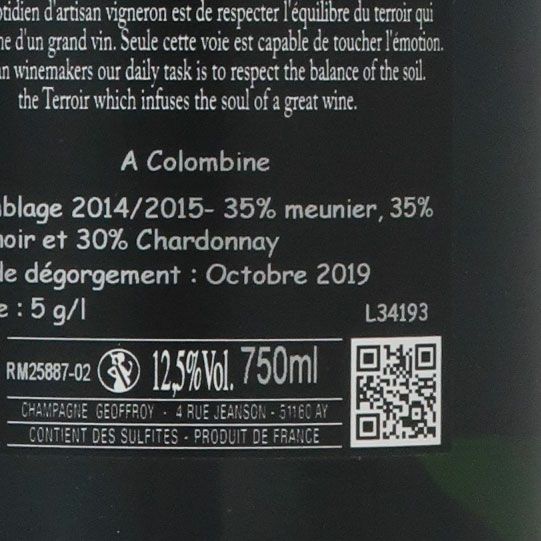 otidien d'artisan vigneron est de respecter l'équilibre du terroir qui
ne d'un grand vin. Seule cette voie est capable de toucher l'émotion.
an winemakers our daily task is to respect the balance of the soil.
the Terroir which infuses the soul of a great wine.
A Colombine
blage 2014/2015- 35% meunier, 35%
noir et 30% Chardonnay
de dégorgement : Octobre 2019
e : 5 g/l
L34193
RM25887-02 12,5%Vol. 750ml
CHAMPAGNE GEOFFROY - 4 RUE JEANSON - 51160 AY
CONTIENT DES SULFITES - PRODUIT DE FRANCE